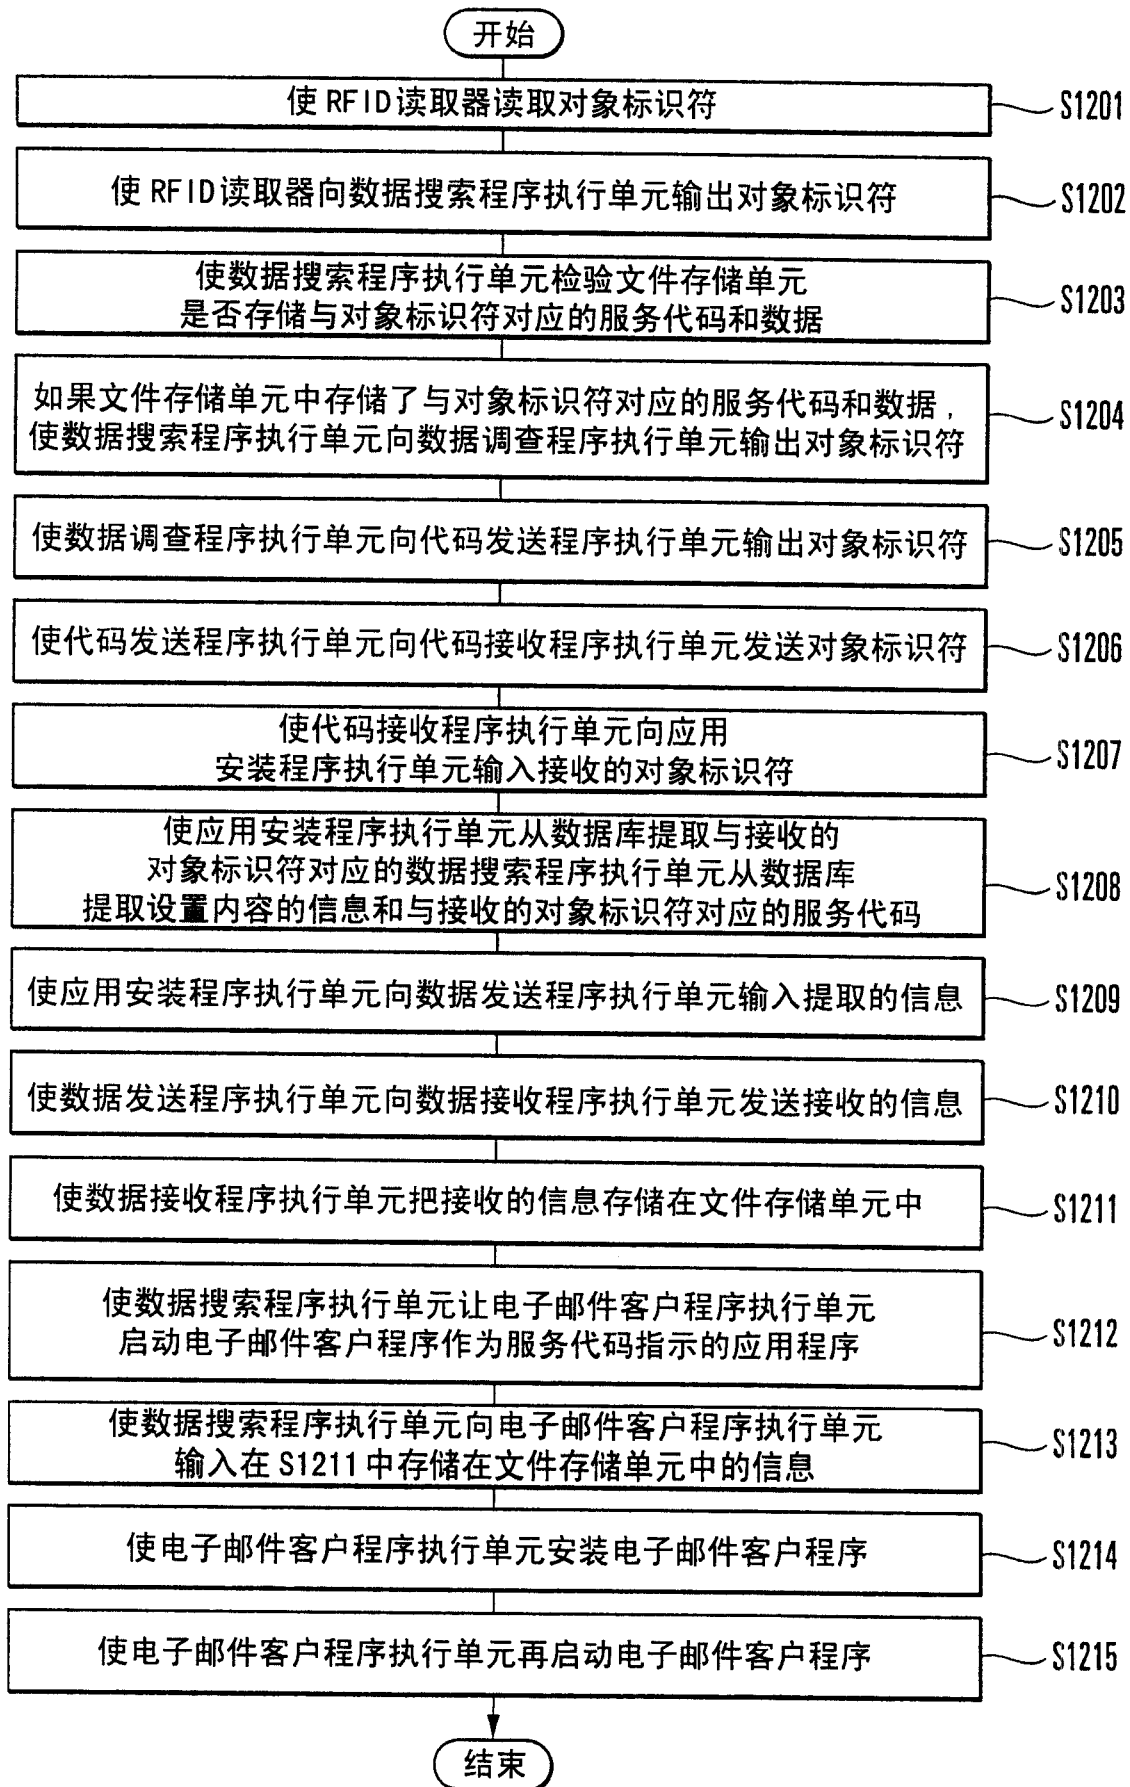 开始
使RFID读取器读取对象标识符
S1201
使RFID读取器向数据搜索程序执行单元输出对象标识符
S1202
使数据搜索程序执行单元检验文件存储单元
是否存储与对象标识符对应的服务代码和数据
S1203
如果文件存储单元中存储了与对象标识符对应的服务代码和数据,
使数据搜索程序执行单元向数据调查程序执行单元输出对象标识符
S1204
使数据调查程序执行单元向代码发送程序执行单元输出对象标识符
S1205
使代码发送程序执行单元向代码接收程序执行单元发送对象标识符
S1206
使代码接收程序执行单元向应用
安装程序执行单元输入接收的对象标识符
S1207
使应用安装程序执行单元从数据库提取与接收的
对象标识符对应的数据搜索程序执行单元从数据库
提取设置内容的信息和与接收的对象标识符对应的服务代码
S1208
使应用安装程序执行单元向数据发送程序执行单元输入提取的信息
S1209
使数据发送程序执行单元向数据接收程序执行单元发送接收的信息
S1210
使数据接收程序执行单元把接收的信息存储在文件存储单元中
S1211
使数据搜索程序执行单元让电子邮件客户程序执行单元
启动电子邮件客户程序作为服务代码指示的应用程序
S1212
使数据搜索程序执行单元向电子邮件客户程序执行单元
输入在S1211中存储在文件存储单元中的信息
S1213
使电子邮件客户程序执行单元安装电子邮件客户程序
S1214
使电子邮件客户程序执行单元再启动电子邮件客户程序
S1215
结束